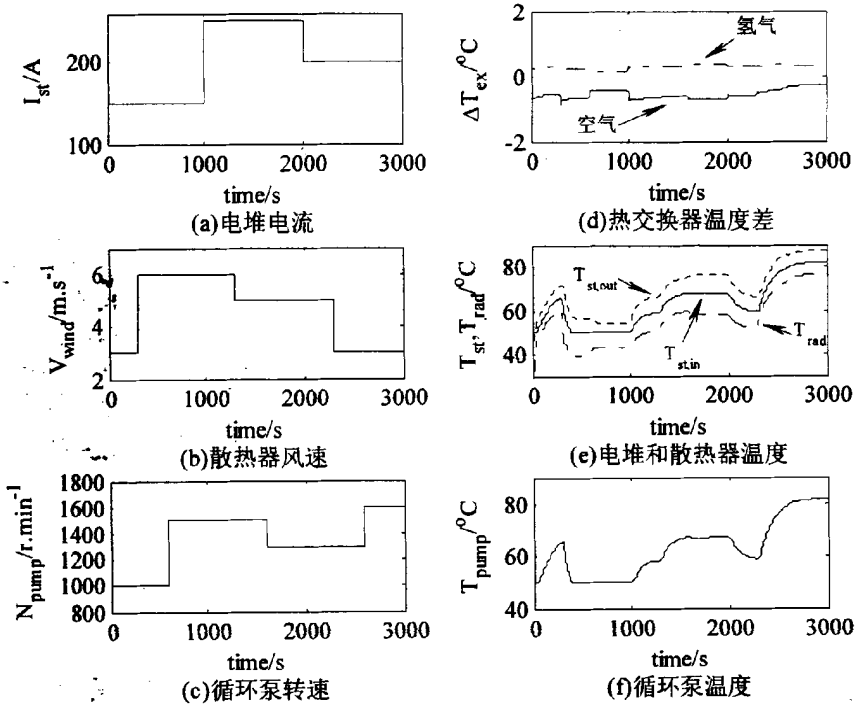 I_st/A
200
100
0
1000
2000
3000
time/s
(a)电堆电流
V_wind/m.s⁻¹
6
4
2
0
1000
2000
3000
time/s
(b)散热器风速
N_pump/r.min⁻¹
1800
1600
1400
1200
1000
800
0
1000
2000
3000
time/s
(c)循环泵转速
ΔT_ex/°C
2
0
-2
氢气
空气
0
1000
2000
3000
time/s
(d)热交换器温度差
T_st,T_rad/°C
80
60
40
T_st,out
T_st,in
T_rad
0
1000
2000
3000
time/s
(e)电堆和散热器温度
T_pump/°C
80
60
40
0
1000
2000
3000
time/s
(f)循环泵温度